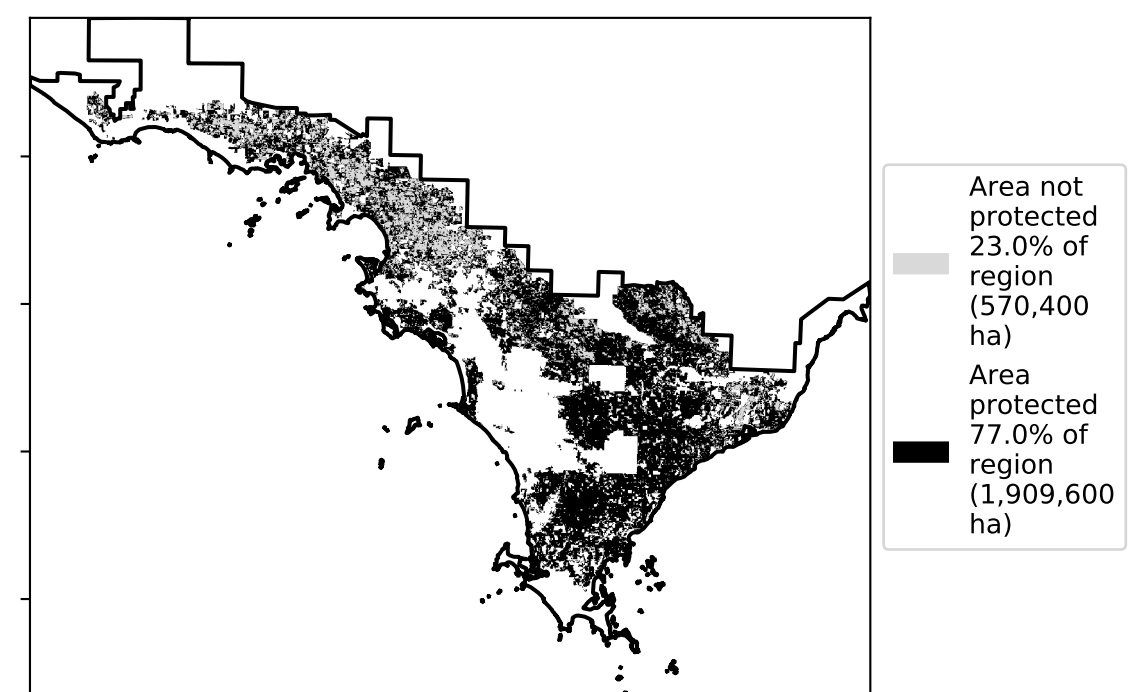 Area not
protected
23.0% of
region
(570,400
ha)
Area
protected
77.0% of
region
(1,909,600
ha)